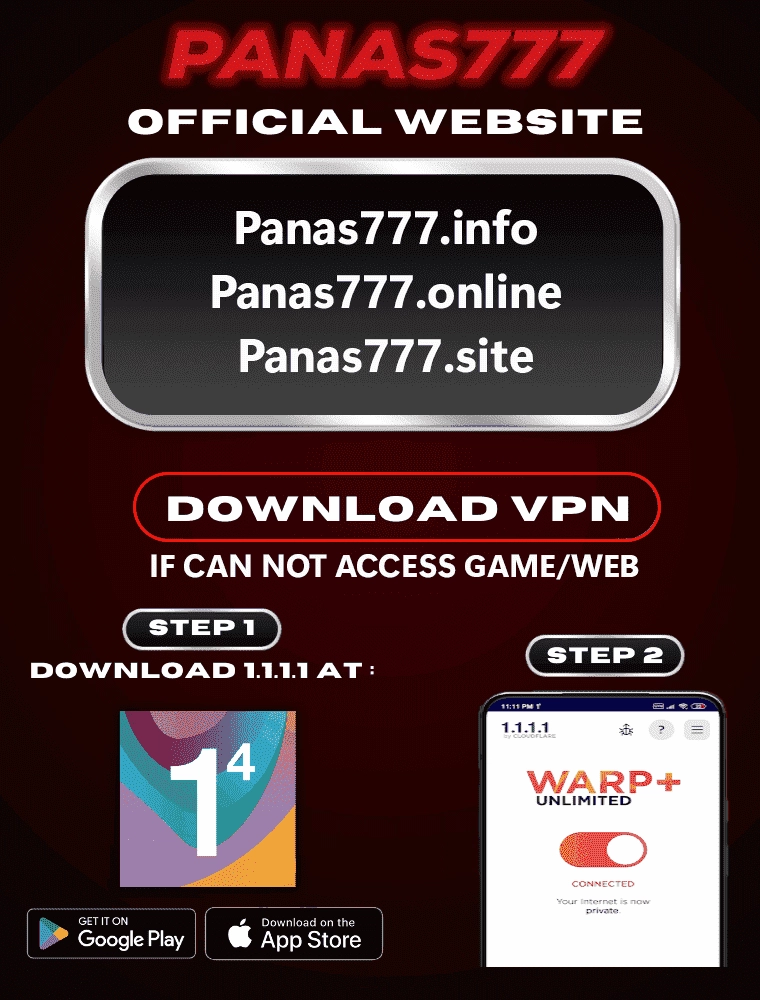 PANAS777
OFFICIAL WEBSITE
Panas777.info
Panas777.online
Panas777.site
DOWNLOAD VPN
IF CAN NOT ACCESS GAME/WEB
STEP 1
DOWNLOAD 1.1.1.1 AT :
1⁴
GET IT ON
Google Play
Download on the
App Store
STEP 2
11:11 PM
1.1.1.1
by CLOUDFLARE
?
WARP+
UNLIMITED
CONNECTED
Your Internet is now
private.